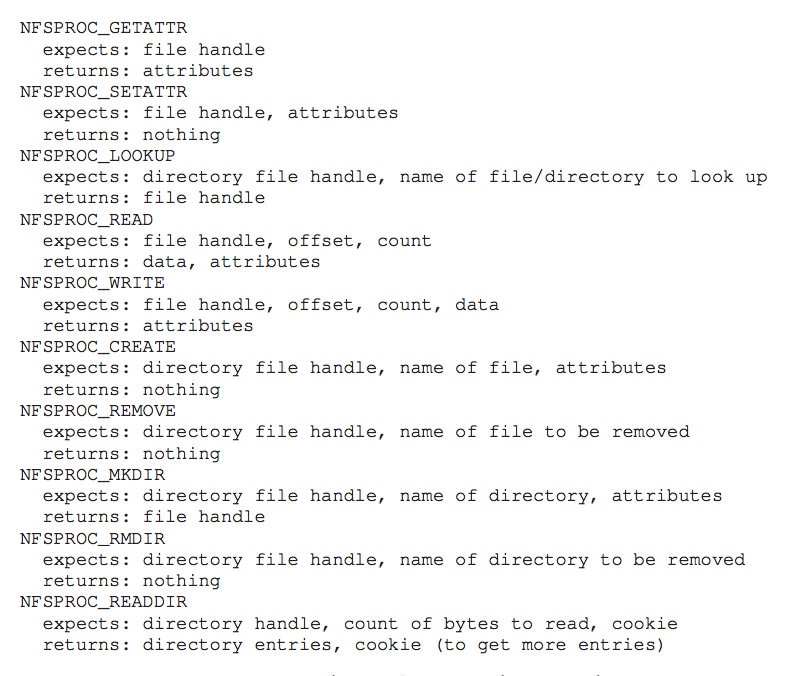 NFSPROC_GETATTR
expects: file handle
returns: attributes
NFSPROC_SETATTR
expects: file handle, attributes
returns: nothing
NFSPROC_LOOKUP
expects: directory file handle, name of file/directory to look up
returns: file handle
NFSPROC_READ
expects: file handle, offset, count
returns: data, attributes
NFSPROC_WRITE
expects: file handle, offset, count, data
returns: attributes
NFSPROC_CREATE
expects: directory file handle, name of file, attributes
returns: nothing
NFSPROC_REMOVE
expects: directory file handle, name of file to be removed
returns: nothing
NFSPROC_MKDIR
expects: directory file handle, name of directory, attributes
returns: file handle
NFSPROC_RMDIR
expects: directory file handle, name of directory to be removed
returns: nothing
NFSPROC_READDIR
expects: directory handle, count of bytes to read, cookie
returns: directory entries, cookie (to get more entries)